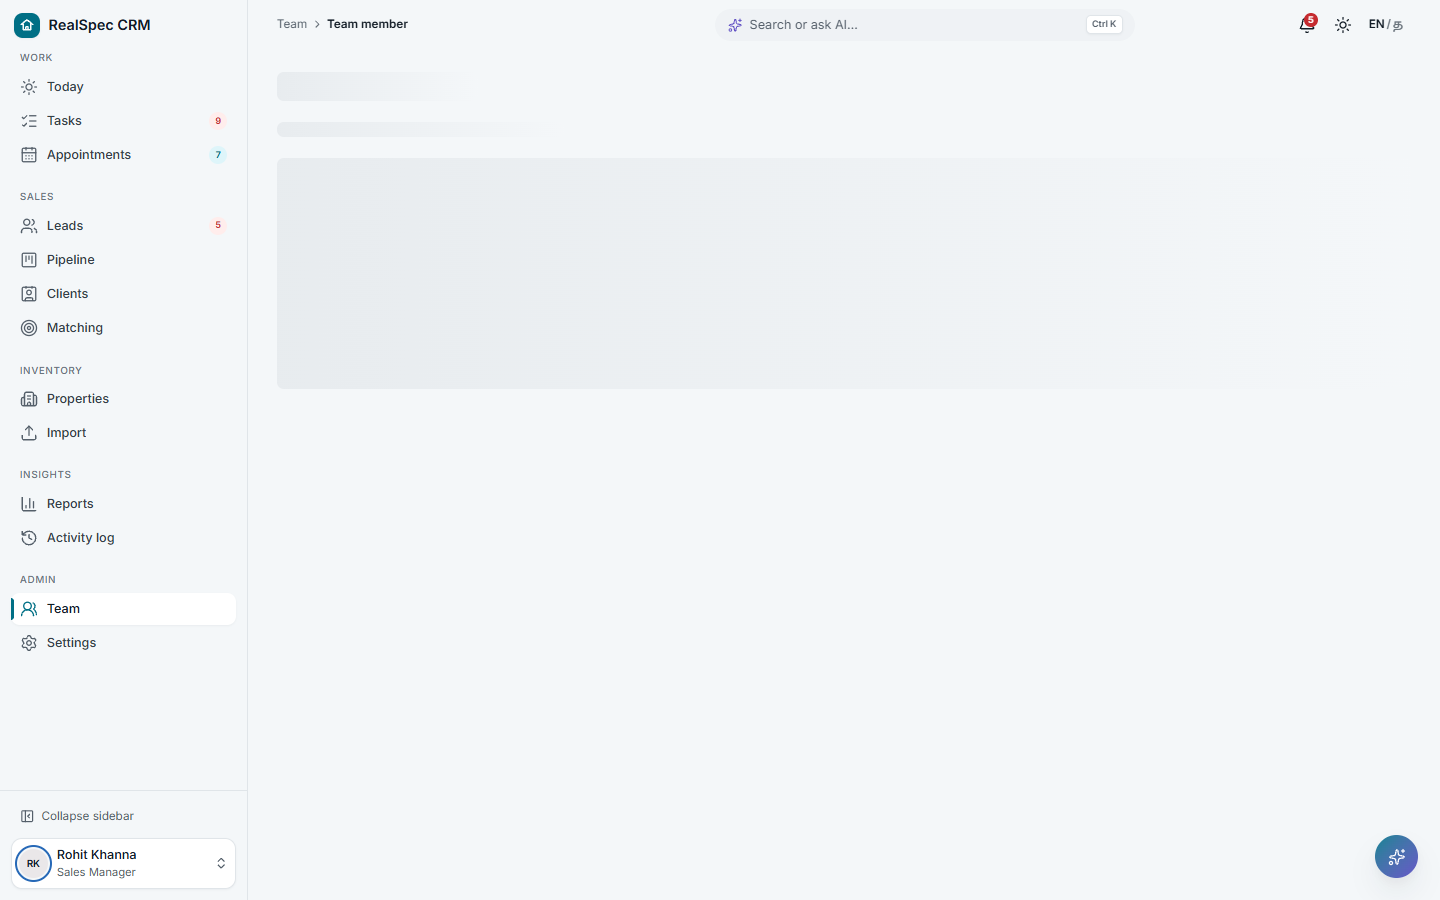 RealSpec CRM
Team > Team member
Search or ask AI...
Ctrl K
5
EN / த
WORK
Today
Tasks 9
Appointments 7
SALES
Leads 5
Pipeline
Clients
Matching
INVENTORY
Properties
Import
INSIGHTS
Reports
Activity log
ADMIN
Team
Settings
Collapse sidebar
RK
Rohit Khanna
Sales Manager